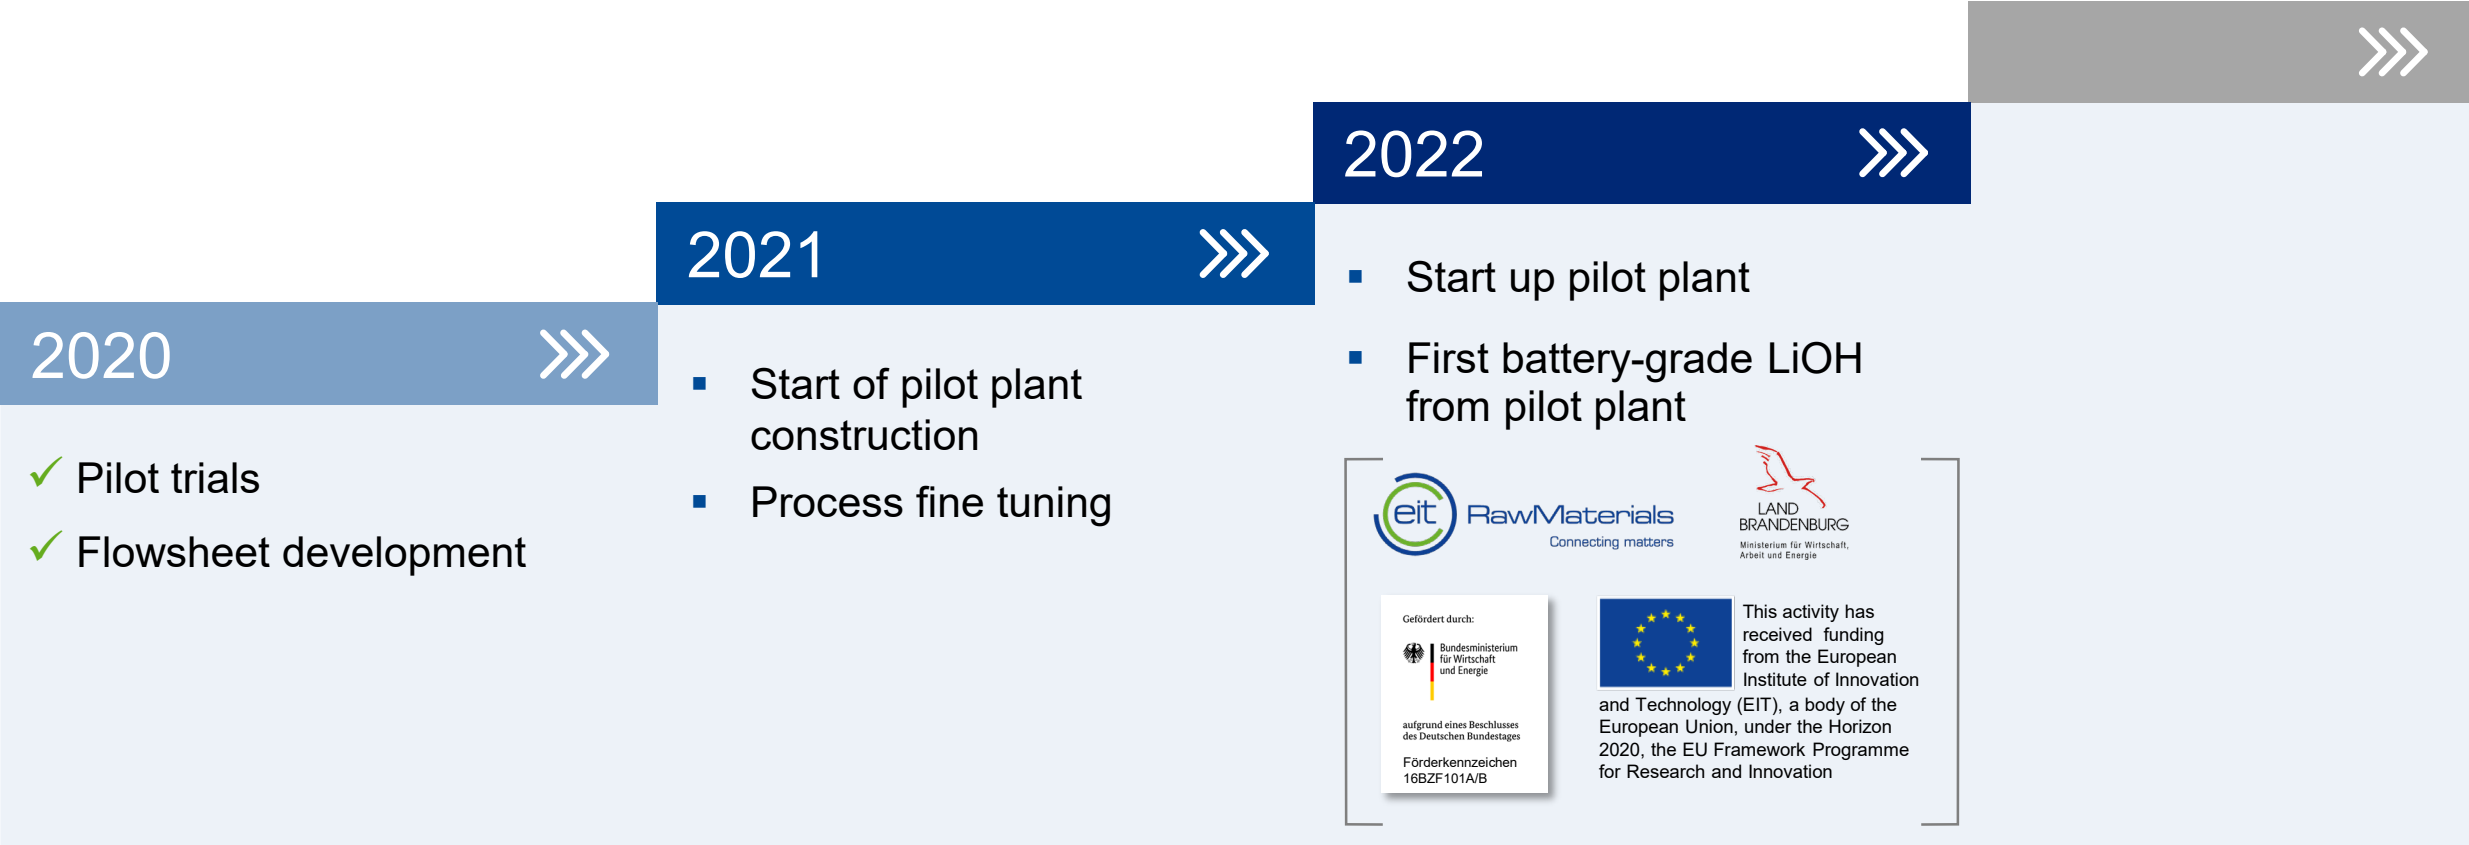 2020
Pilot trials
Flowsheet development
2021
Start of pilot plant
construction
Process fine tuning
2022
Start up pilot plant
First battery-grade LiOH
from pilot plant
eit RawMaterials
Connecting matters
LAND
BRANDENBURG
Ministerium für Wirtschaft,
Arbeit und Energie
Gefördert durch:
Bundesministerium
für Wirtschaft
und Energie
aufgrund eines Beschlusses
des Deutschen Bundestages
Förderkennzeichen
16BZF101A/B
This activity has
received funding
from the European
Institute of Innovation
and Technology (EIT), a body of the
European Union, under the Horizon
2020, the EU Framework Programme
for Research and Innovation